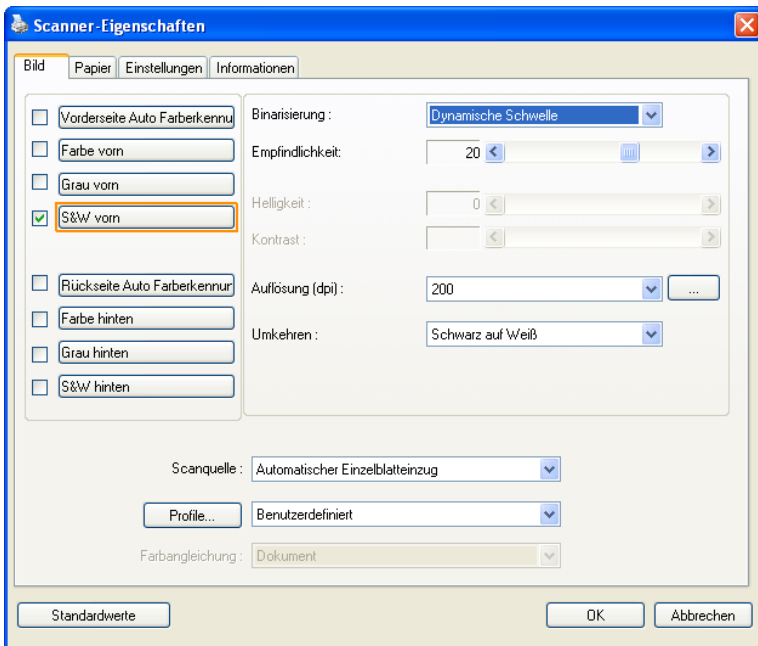 Scanner-Eigenschaften
Bild Papier Einstellungen Informationen
Vorderseite Auto Farberkennu
Farbe vorn
Grau vorn
S&W vorn
Rückseite Auto Farberkennur
Farbe hinten
Grau hinten
S&W hinten
Binarisierung : Dynamische Schwelle
Empfindlichkeit: 20
Helligkeit : 0
Kontrast :
Auflösung (dpi) : 200 ...
Umkehren : Schwarz auf Weiß
Scanquelle : Automatischer Einzelblatteinzug
Profile... Benutzerdefiniert
Farbangleichung : Dokument
Standardwerte OK Abbrechen